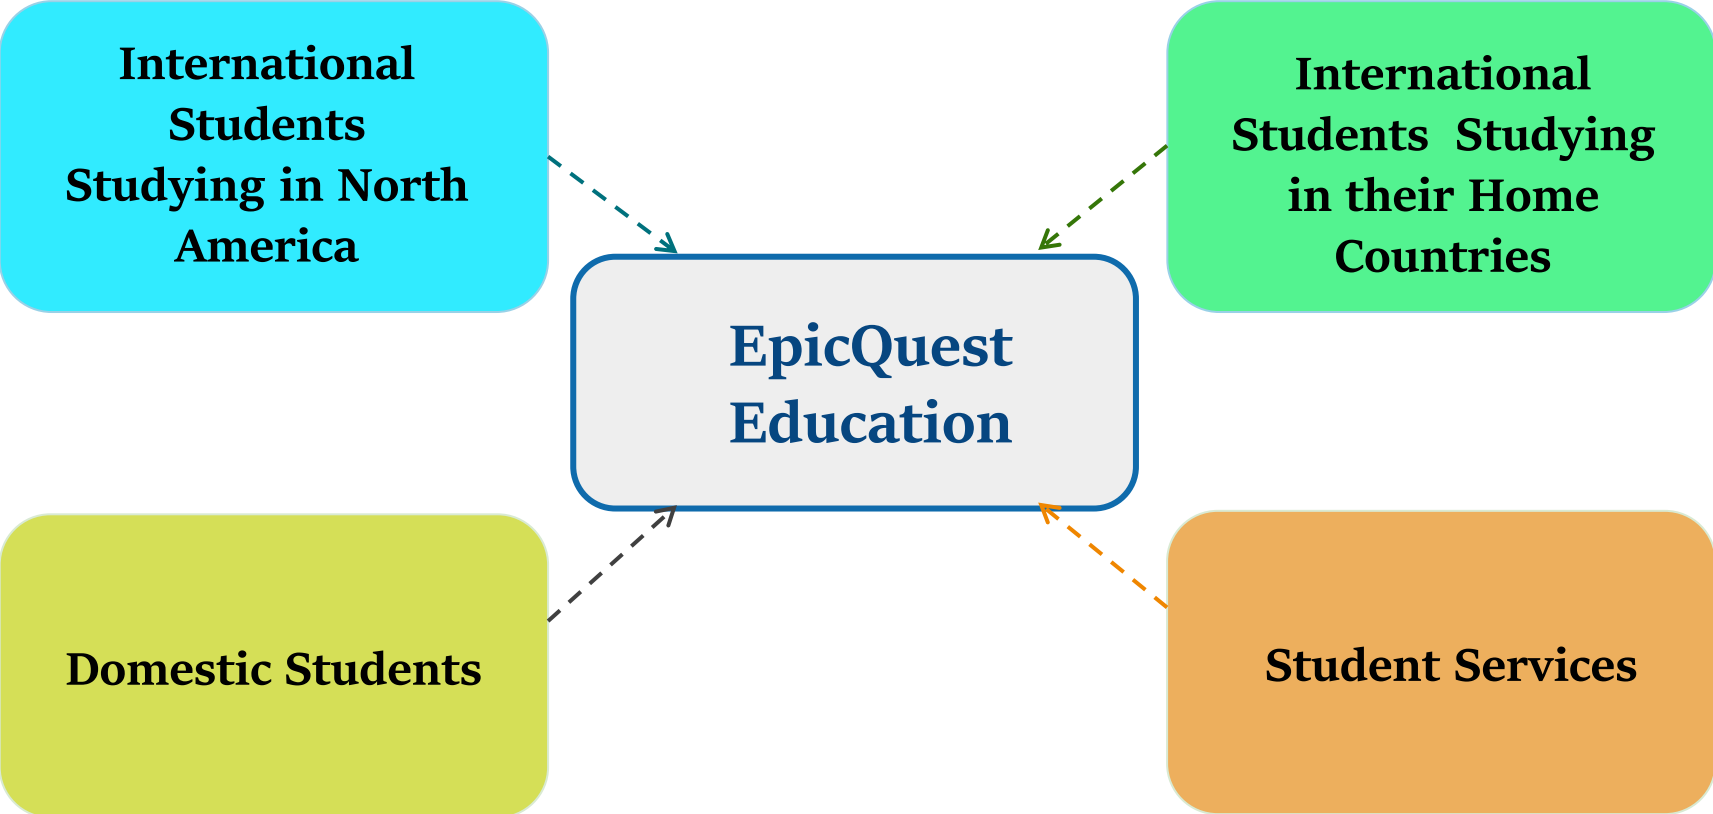 International
Students
Studying in North
America
International
Students  Studying
in their Home
Countries
EpicQuest
Education
Domestic Students
Student Services